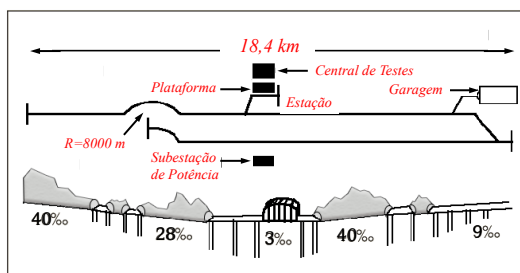 18,4 km
Central de Testes
Plataforma
Garagem
Estação
R=8000 m
Subestação
de Potência
40‰
28‰
3‰
40‰
9‰